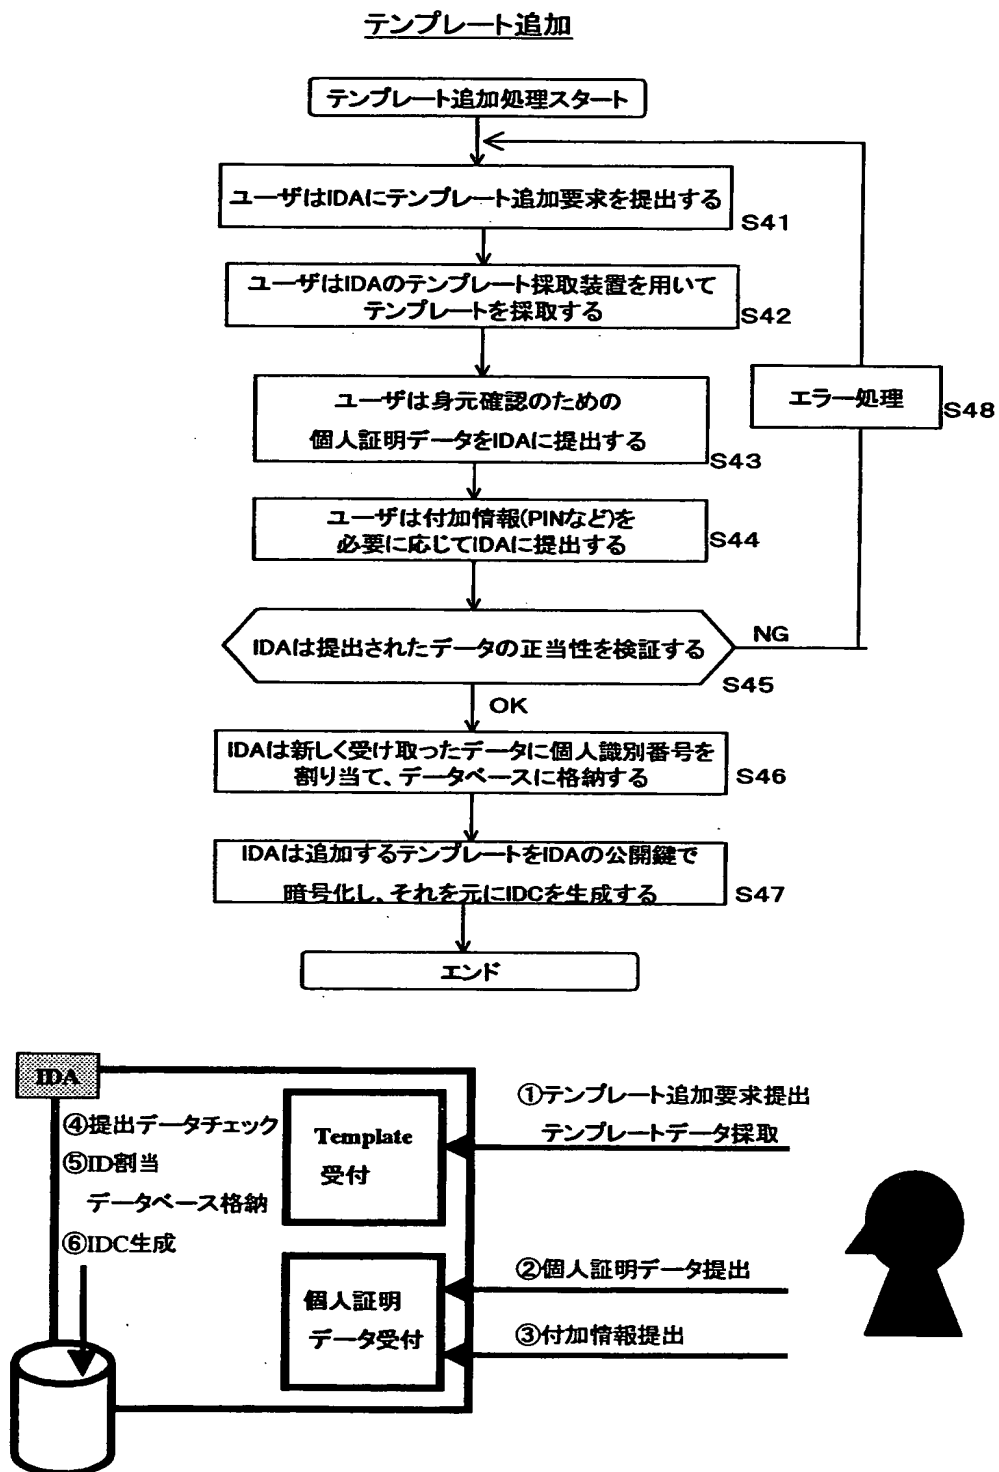 テンプレート追加
テンプレート追加処理スタート
ユーザはIDAにテンプレート追加要求を提出する
S41
ユーザはIDAのテンプレート採取装置を用いて
テンプレートを採取する
S42
ユーザは身元確認のための
個人証明データをIDAに提出する
S43
エラー処理
S48
ユーザは付加情報(PINなど)を
必要に応じてIDAに提出する
S44
IDAは提出されたデータの正当性を検証する
NG
S45
OK
IDAは新しく受け取ったデータに個人識別番号を
割り当て、データベースに格納する
S46
IDAは追加するテンプレートをIDAの公開鍵で
暗号化し、それを元にIDCを生成する
S47
エンド
IDA
④提出データチェック
⑤ID割当
データベース格納
⑥IDC生成
Template
受付
個人証明
データ受付
①テンプレート追加要求提出
テンプレートデータ採取
②個人証明データ提出
③付加情報提出